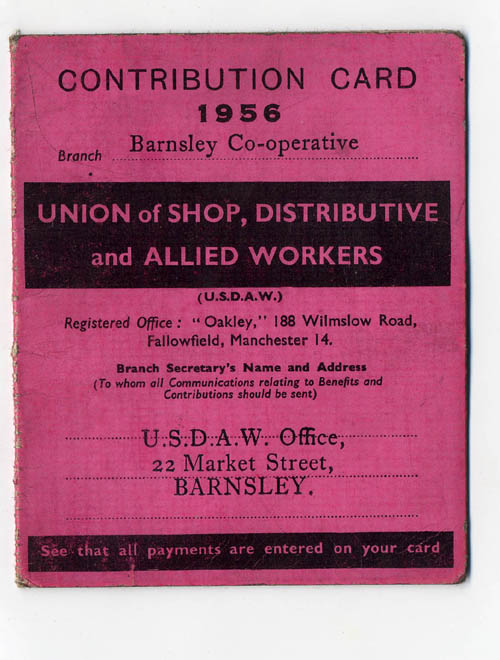 CONTRIBUTION CARD
1956
Branch Barnsley Co-operative
UNION of SHOP, DISTRIBUTIVE
and ALLIED WORKERS
(U.S.D.A.W.)
Registered Office : "Oakley," 188 Wilmslow Road,
Fallowfield, Manchester 14.
Branch Secretary's Name and Address
(To whom all Communications relating to Benefits and
Contributions should be sent)
U.S.D.A.W. Office,
22 Market Street,
BARNSLEY.
See that all payments are entered on your card